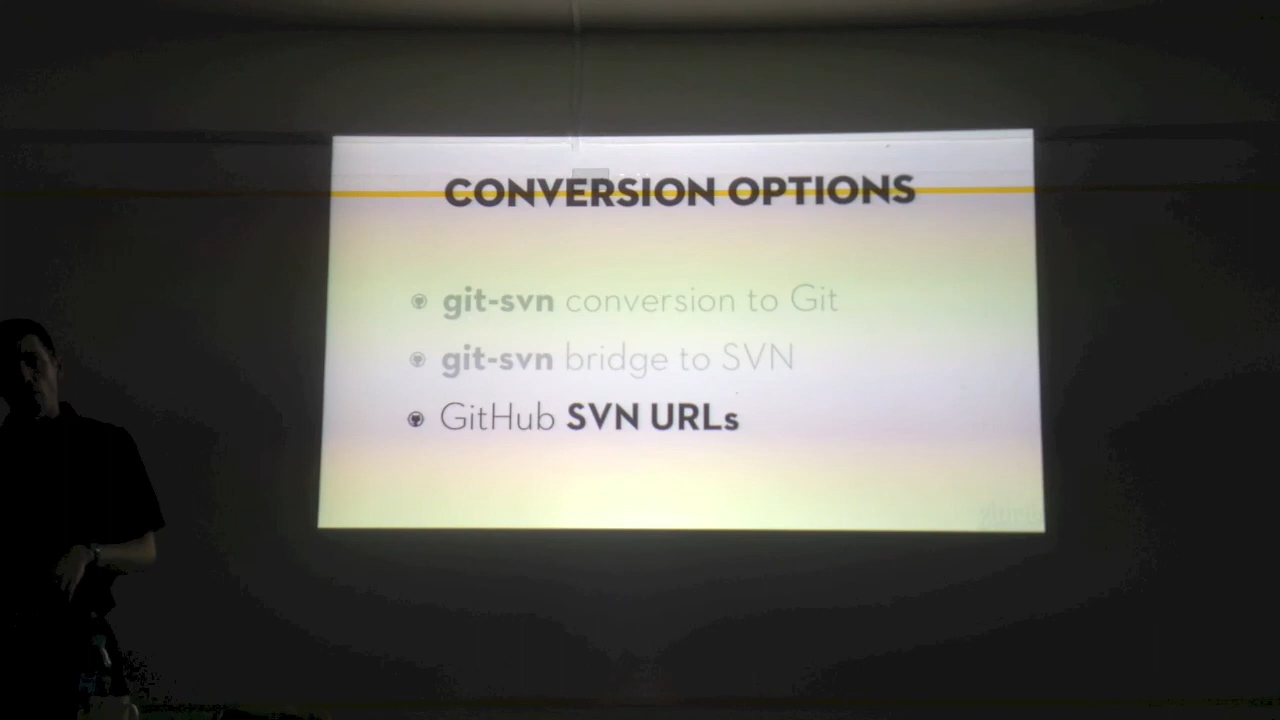 CONVERSION OPTIONS
git-svn conversion to Git
git-svn bridge to SVN
GitHub SVN URLs